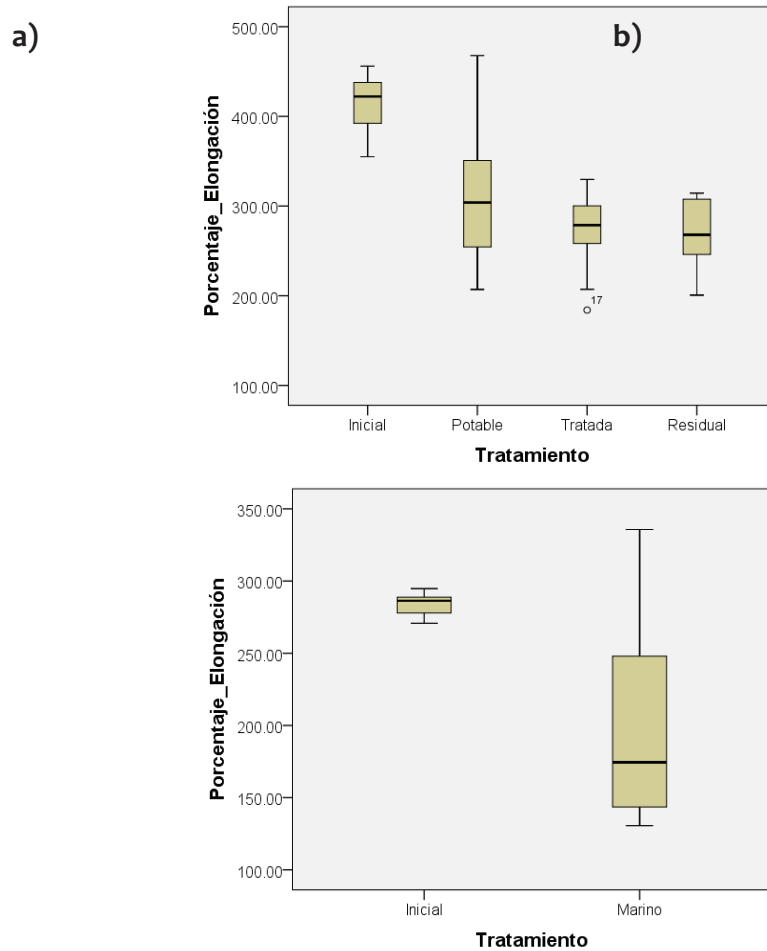 a)
b)
Porcentaje_Elongación
500.00
400.00
300.00
200.00
100.00
17
Inicial Potable Tratada Residual
Tratamiento
Porcentaje_Elongación
350.00
300.00
250.00
200.00
150.00
100.00
Inicial Marino
Tratamiento